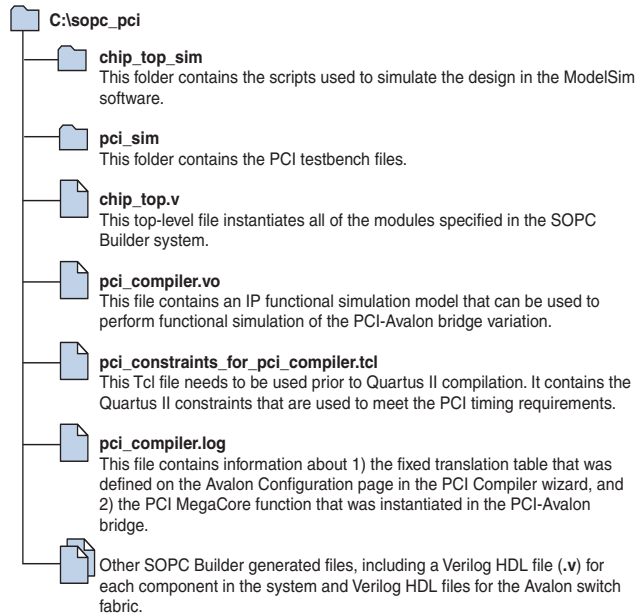 C:\sopc_pci
chip_top_sim
This folder contains the scripts used to simulate the design in the ModelSim
software.
pci_sim
This folder contains the PCI testbench files.
chip_top.v
This top-level file instantiates all of the modules specified in the SOPC
Builder system.
pci_compiler.vo
This file contains an IP functional simulation model that can be used to
perform functional simulation of the PCI-Avalon bridge variation.
pci_constraints_for_pci_compiler.tcl
This Tcl file needs to be used prior to Quartus II compilation. It contains the
Quartus II constraints that are used to meet the PCI timing requirements.
pci_compiler.log
This file contains information about 1) the fixed translation table that was
defined on the Avalon Configuration page in the PCI Compiler wizard, and
2) the PCI MegaCore function that was instantiated in the PCI-Avalon
bridge.
Other SOPC Builder generated files, including a Verilog HDL file (.v) for
each component in the system and Verilog HDL files for the Avalon switch
fabric.